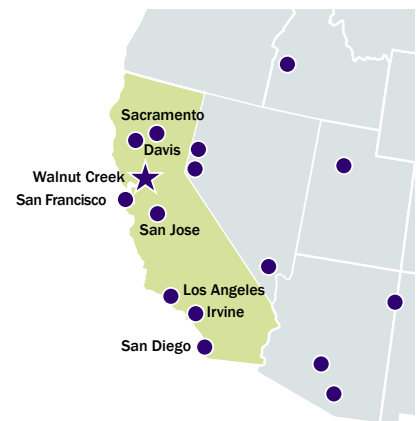 Sacramento
Davis
Walnut Creek
San Francisco
San Jose
Los Angeles
Irvine
San Diego